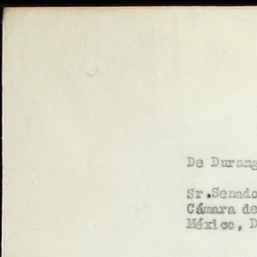 De Durang
Sr.Senado
Cámara de
México, D